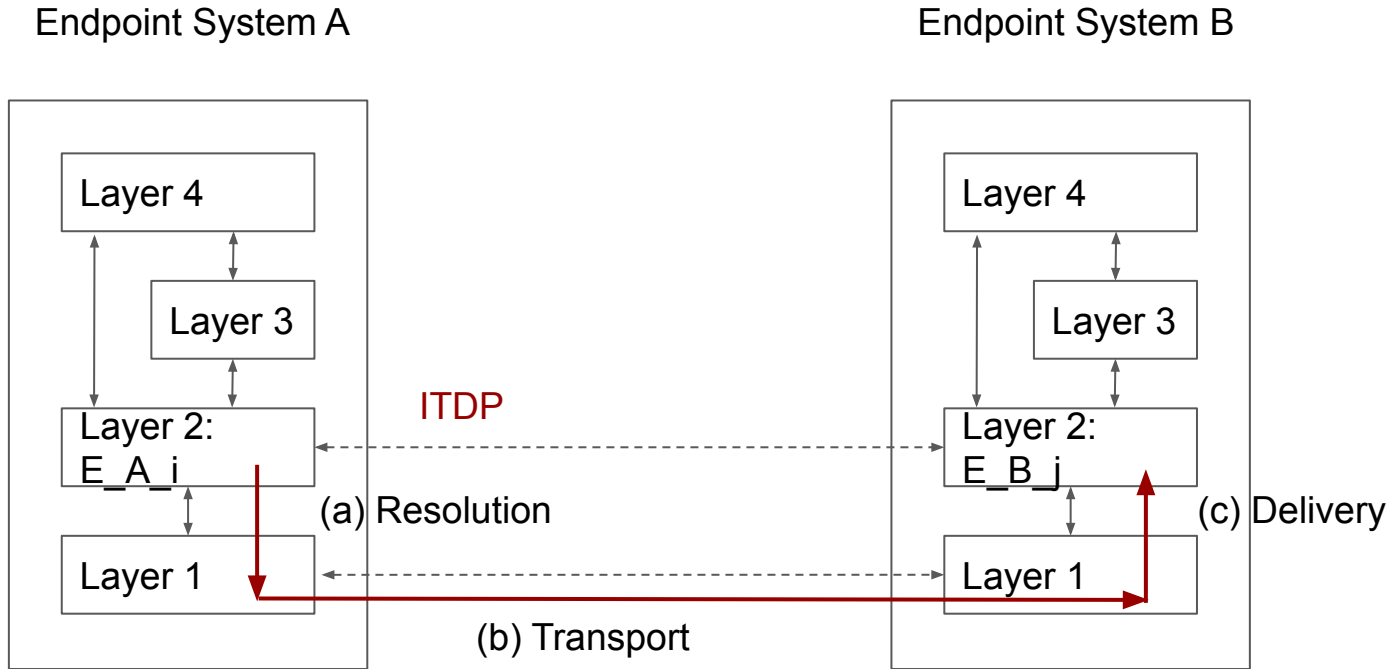 Endpoint System A
Endpoint System B
Layer 4
Layer 4
Layer 3
Layer 3
ITDP
Layer 2:
E_A_i
Layer 2:
E_B_j
(a) Resolution
(c) Delivery
Layer 1
Layer 1
(b) Transport